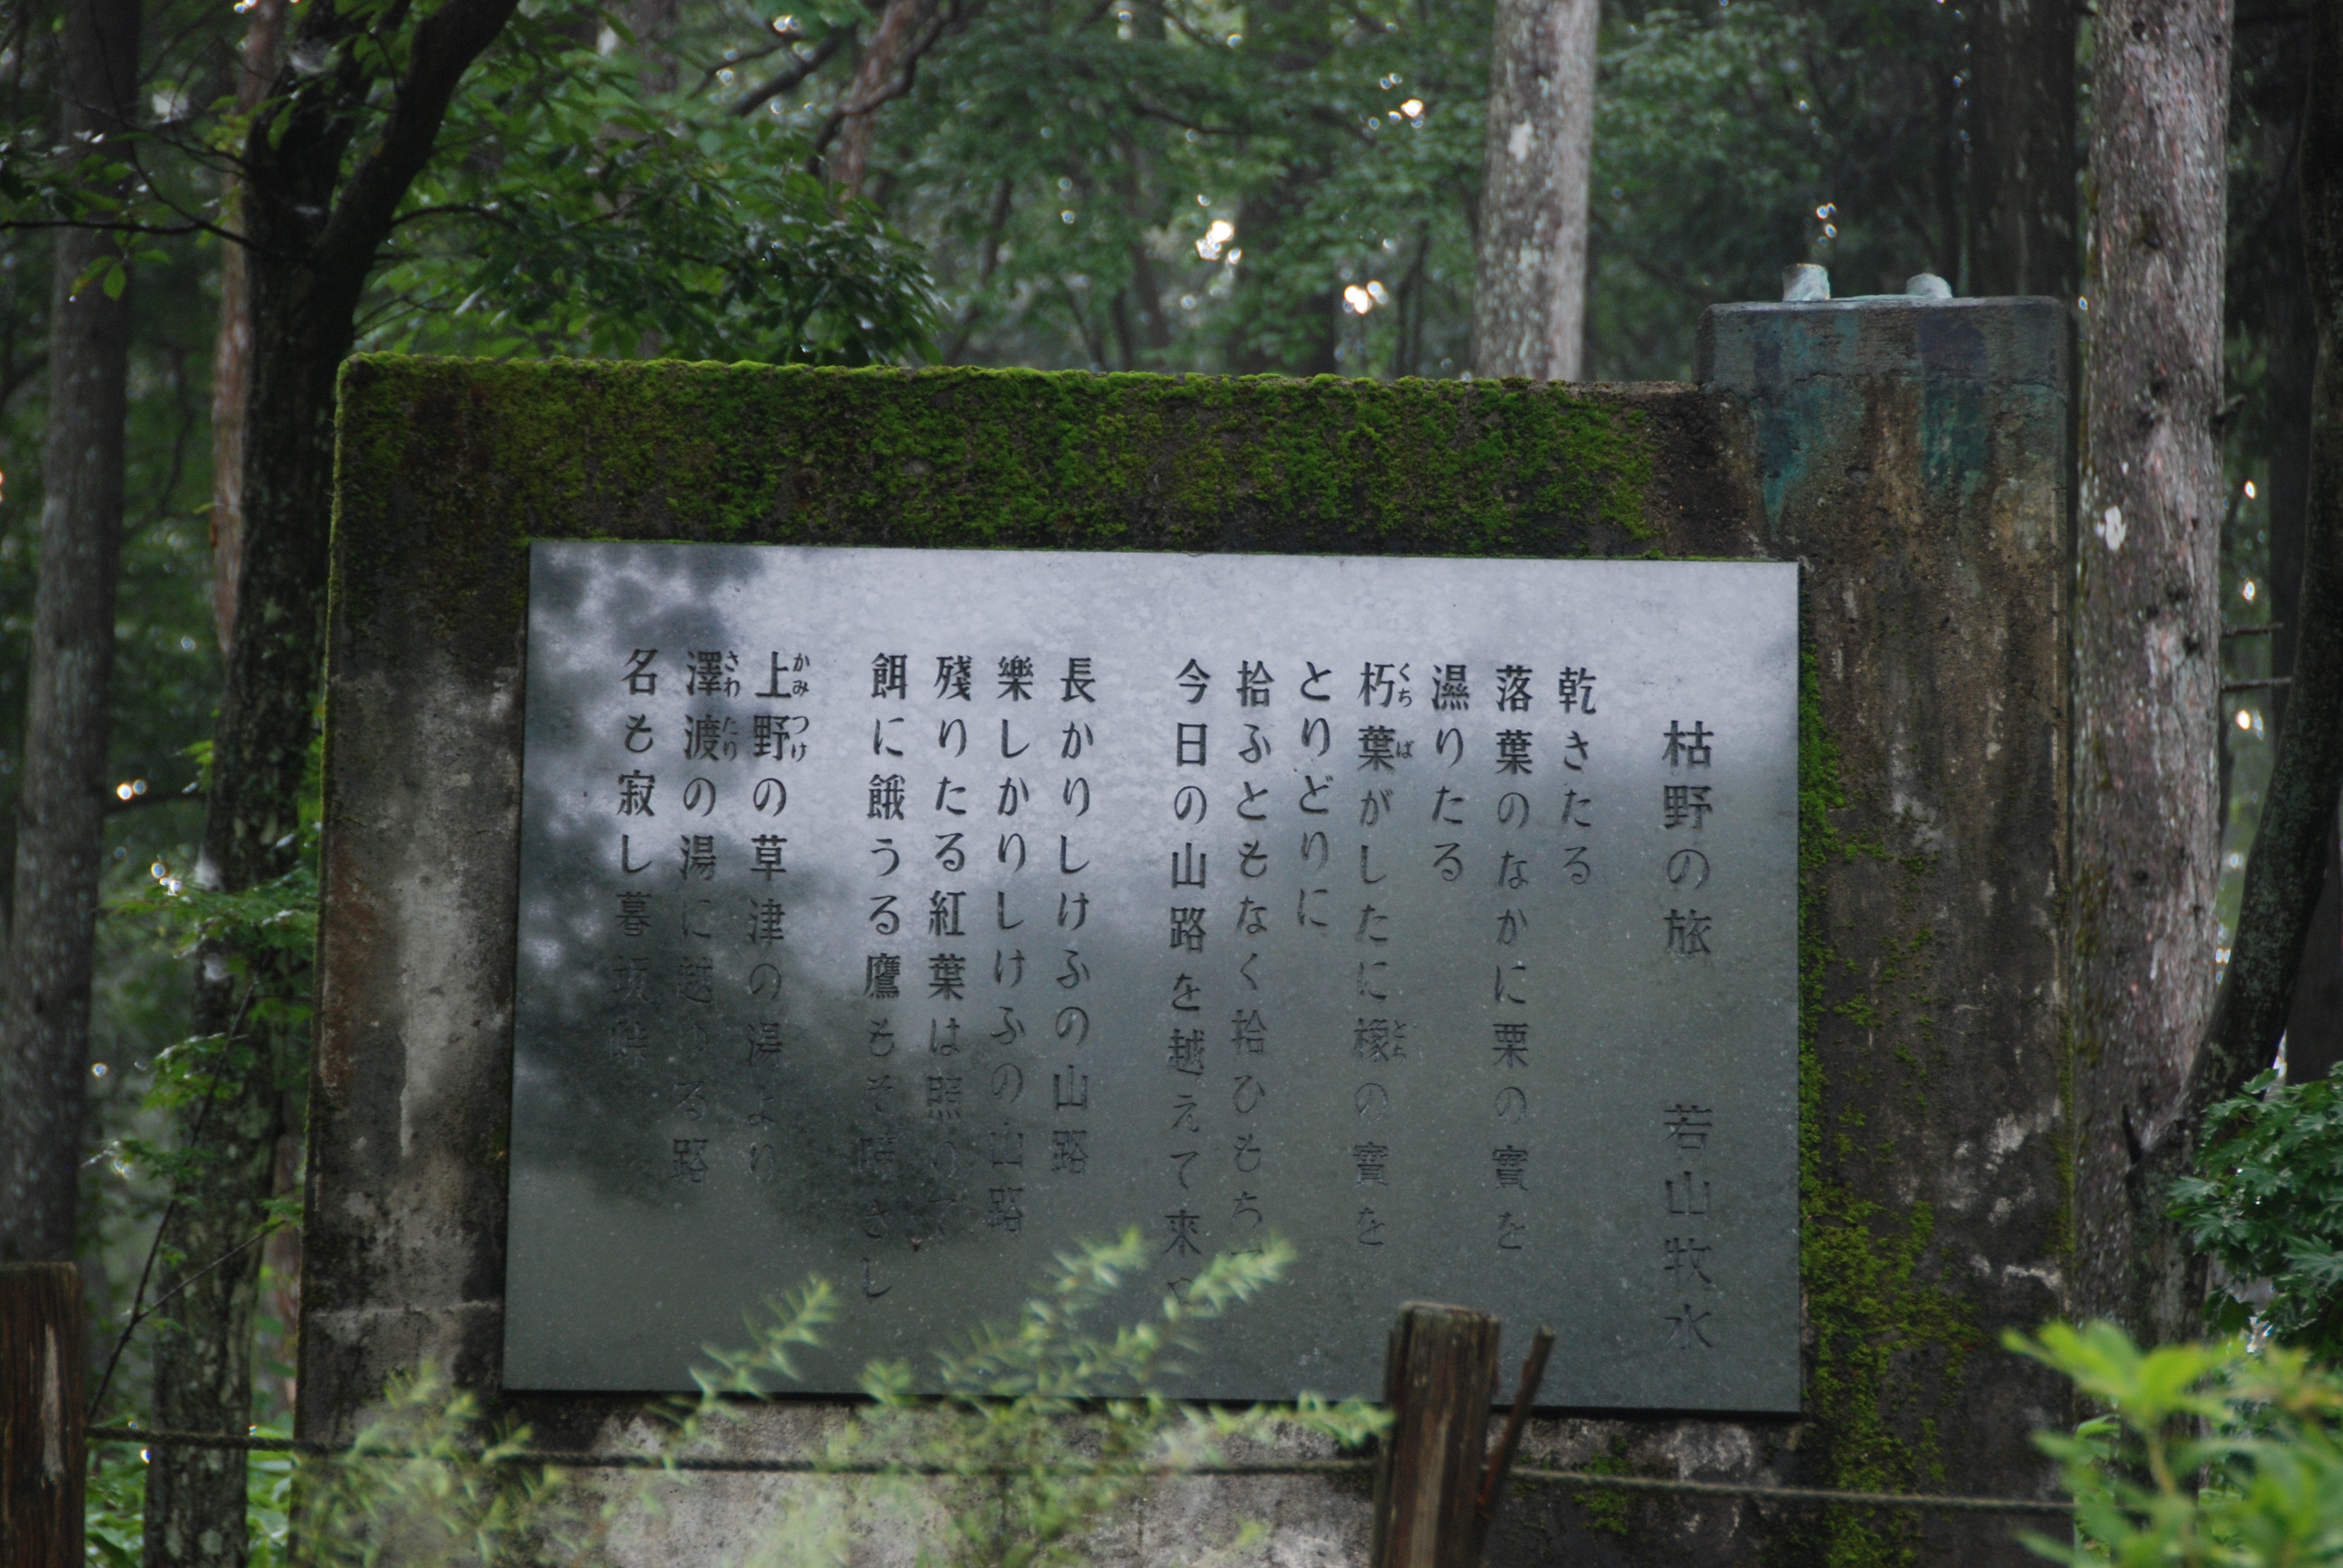 枯野の旅　若山牧水
乾さたる
落葉のなかに栗の實を
濕りたる
朽葉がしたに橡の實を
とりどりに
拾ふともなく拾ひもちて
今日の山路を越えて來ぬ
長かりしけふの山路
樂しかりしけふの山路
殘りたる紅葉は照りて
餌に餓うる鷹もぞ啼きし
上野の草津の湯より
澤渡の湯に越ゆる路
名も寂し暮坂峠